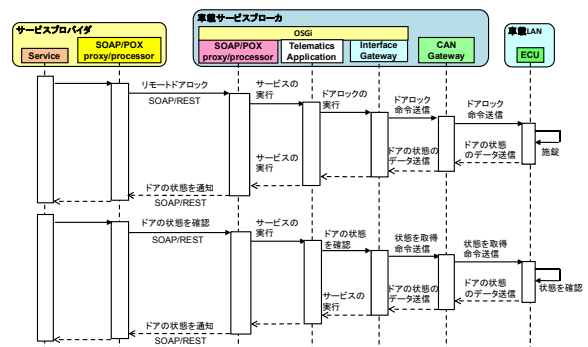 サービスプロバイダ
車載サービスブローカ
車載LAN
OSGi
Service
SOAP/POX
proxy/processor
SOAP/POX
proxy/processor
Telematics
Application
Interface
Gateway
CAN
Gateway
ECU
リモートドアロック
SOAP/REST
サービスの
実行
ドアロックの
実行
ドアロック
命令送信
ドアロック
命令送信
施錠
ドアの状態
のデータ送信
ドアの状態の
データ送信
サービスの
実行
ドアの状態を通知
SOAP/REST
ドアの状態を確認
SOAP/REST
サービスの
実行
ドアの状態
を確認
状態を取得
命令送信
状態を取得
命令送信
状態を確認
ドアの状態
のデータ送信
ドアの状態の
データ送信
サービスの
実行
ドアの状態を通知
SOAP/REST